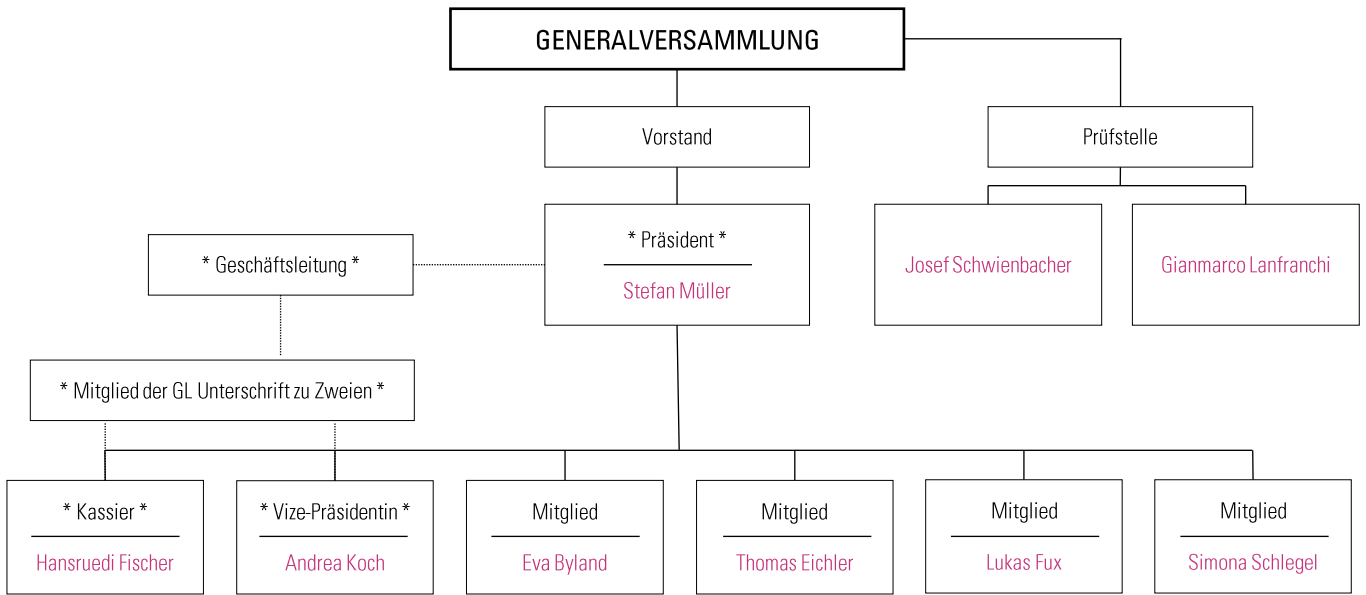 GENERALVERSAMMLUNG
Vorstand
Prüfstelle
* Präsident *
Stefan Müller
* Geschäftsleitung *
Josef Schwienbacher
Gianmarco Lanfranchi
* Mitglied der GL Unterschrift zu Zweien *
* Kassier *
Hansruedi Fischer
* Vize-Präsidentin *
Andrea Koch
Mitglied
Eva Byland
Mitglied
Thomas Eichler
Mitglied
Lukas Fux
Mitglied
Simona Schlegel